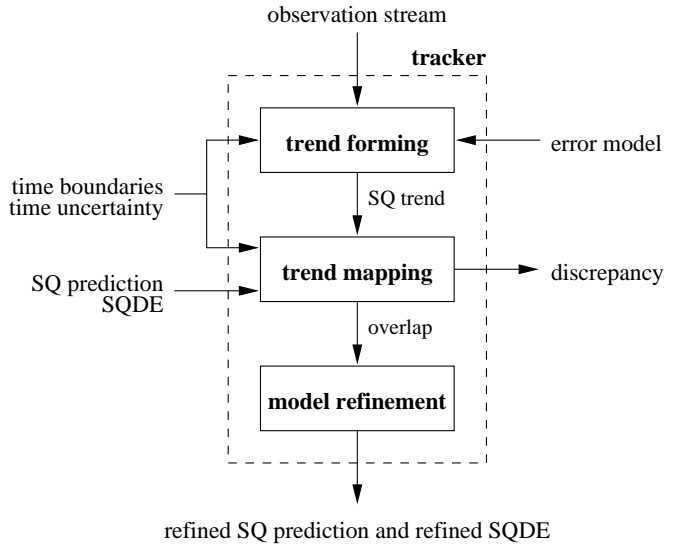 observation stream
tracker
trend forming
error model
time boundaries
time uncertainty
SQ trend
trend mapping
discrepancy
SQ prediction
SQDE
overlap
model refinement
refined SQ prediction and refined SQDE